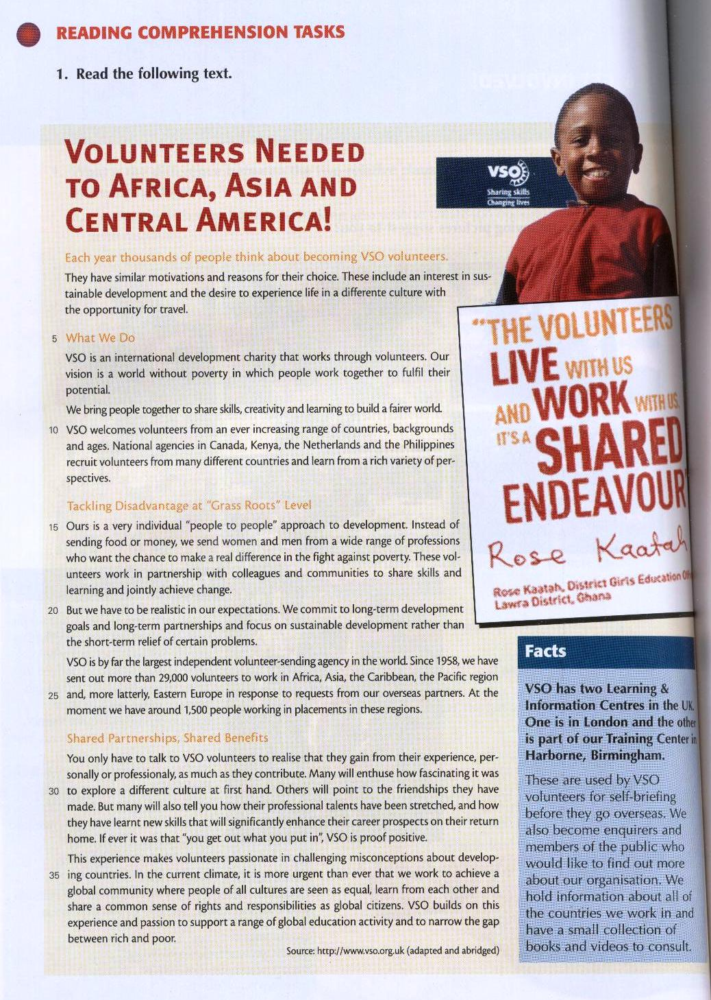 READING COMPREHENSION TASKS
1. Read the following text.
VOLUNTEERS NEEDED
TO AFRICA, ASIA AND
CENTRAL AMERICA!
VSO
Sharing skills
Changing lives
Each year thousands of people think about becoming VSO volunteers.
They have similar motivations and reasons for their choice. These include an interest in sus-
tainable development and the desire to experience life in a differente culture with
the opportunity for travel.
5 What We Do
VSO is an international development charity that works through volunteers. Our
vision is a world without poverty in which people work together to fulfil their
potential.
We bring people together to share skills, creativity and learning to build a fairer world.
10 VSO welcomes volunteers from an ever increasing range of countries, backgrounds
and ages. National agencies in Canada, Kenya, the Netherlands and the Philippines
recruit volunteers from many different countries and learn from a rich variety of per-
spectives.
Tackling Disadvantage at "Grass Roots" Level
15 Ours is a very individual "people to people" approach to development. Instead of
sending food or money, we send women and men from a wide range of professions
who want the chance to make a real difference in the fight against poverty. These vol-
unteers work in partnership with colleagues and communities to share skills and
learning and jointly achieve change.
20 But we have to be realistic in our expectations. We commit to long-term development
goals and long-term partnerships and focus on sustainable development rather than
the short-term relief of certain problems.
VSO is by far the largest independent volunteer-sending agency in the world. Since 1958, we have
sent out more than 29,000 volunteers to work in Africa, Asia, the Caribbean, the Pacific region
25 and, more latterly, Eastern Europe in response to requests from our overseas partners. At the
moment we have around 1,500 people working in placements in these regions.
Shared Partnerships, Shared Benefits
You only have to talk to VSO volunteers to realise that they gain from their experience, per-
sonally or professionaly, as much as they contribute. Many will enthuse how fascinating it was
30 to explore a different culture at first hand. Others will point to the friendships they have
made. But many will also tell you how their professional talents have been stretched, and how
they have learnt new skills that will significantly enhance their career prospects on their return
home. If ever it was that "you get out what you put in", VSO is proof positive.
This experience makes volunteers passionate in challenging misconceptions about develop-
35 ing countries. In the current climate, it is more urgent than ever that we work to achieve a
global community where people of all cultures are seen as equal, learn from each other and
share a common sense of rights and responsibilities as global citizens. VSO builds on this
experience and passion to support a range of global education activity and to narrow the gap
between rich and poor.
Source: http://www.vso.org.uk (adapted and abridged)
"THE VOLUNTEERS
LIVE WITH US
AND WORK WITH US.
IT'S A SHARED
ENDEAVOUR"
Rose Kaatah
Rose Kaatah, District Girls Education
Lawra District, Ghana
Facts
VSO has two Learning &
Information Centres in the UK.
One is in London and the other
is part of our Training Center in
Harborne, Birmingham.
These are used by VSO
volunteers for self-briefing
before they go overseas. We
also become enquirers and
members of the public who
would like to find out more
about our organisation. We
hold information about all of
the countries we work in and
have a small collection of
books and videos to consult.